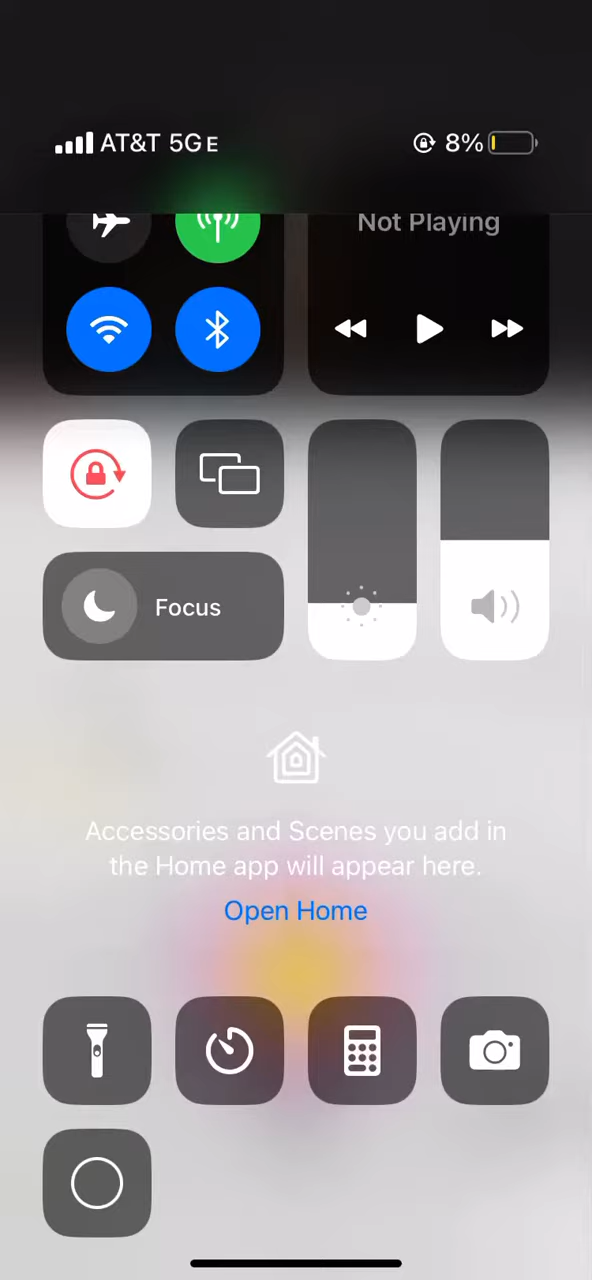 AT&T 5GE 8%
Not Playing
Focus
Accessories and Scenes you add in
the Home app will appear here.
Open Home